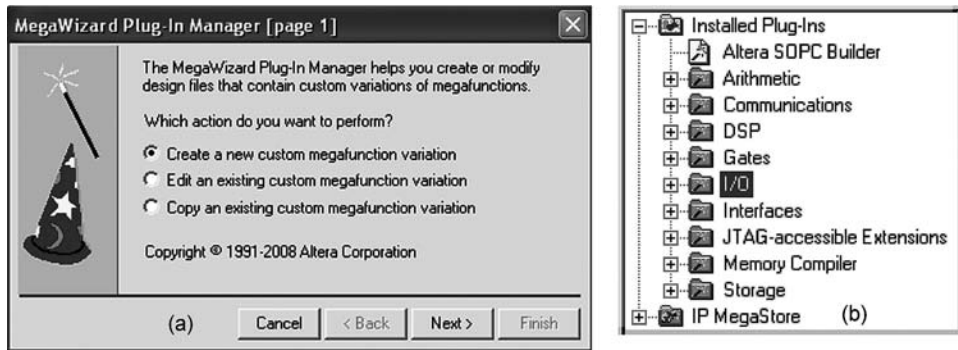 MegaWizard Plug-In Manager [page 1]
The MegaWizard Plug-In Manager helps you create or modify
design files that contain custom variations of megafunctions.
Which action do you want to perform?
Create a new custom megafunction variation
Edit an existing custom megafunction variation
Copy an existing custom megafunction variation
Copyright © 1991-2008 Altera Corporation
(a)
Cancel
< Back
Next >
Finish
Installed Plug-Ins
Altera SOPC Builder
Arithmetic
Communications
DSP
Gates
I/O
Interfaces
JTAG-accessible Extensions
Memory Compiler
Storage
IP MegaStore
(b)